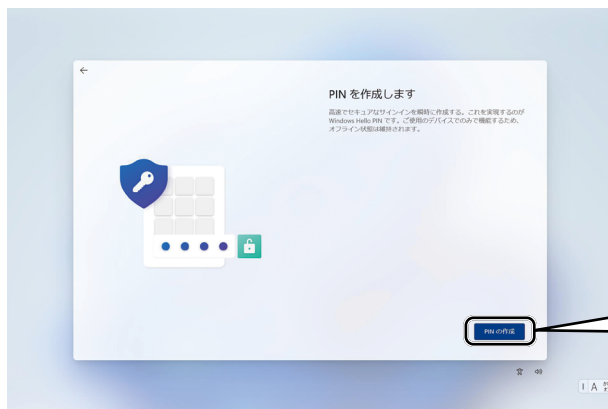 PIN を作成します
高速でセキュアなサインインを瞬時に作成する。これを実現するのが
Windows Hello PIN です。ご使用のデバイスでのみで機能するため、
オフライン状態は維持されます。
PIN の作成
A